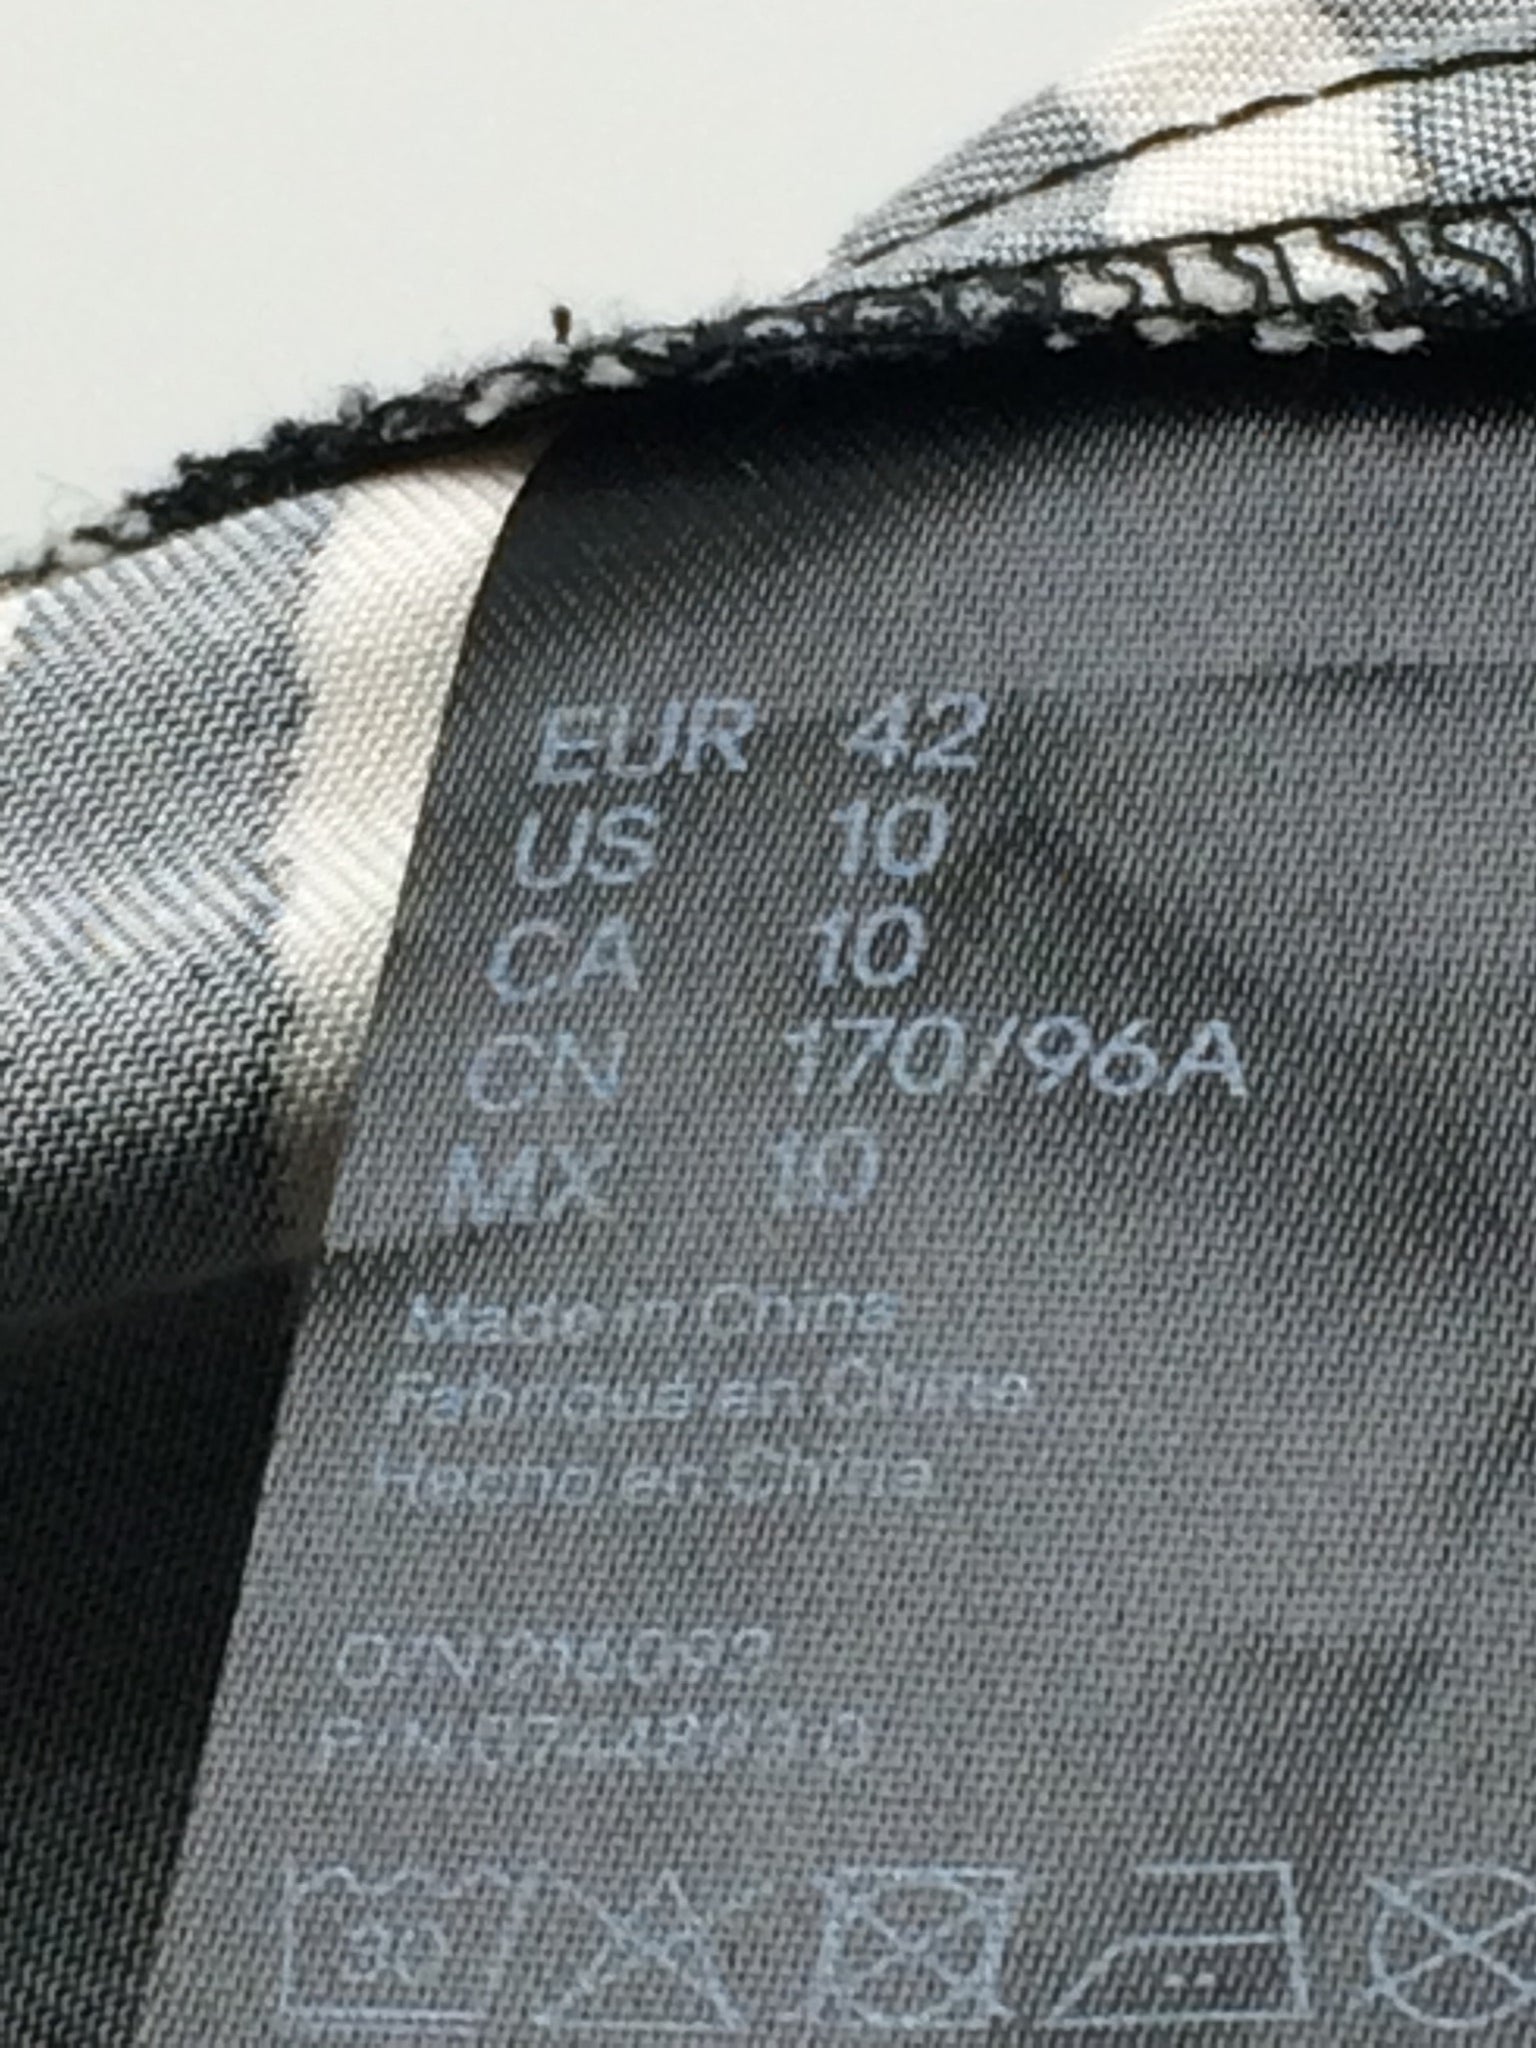 EUR 42
US 10
CA 10
CN 170/96A
MX 10
Made in China
Fabriqué en Chine
Hecho en China
30